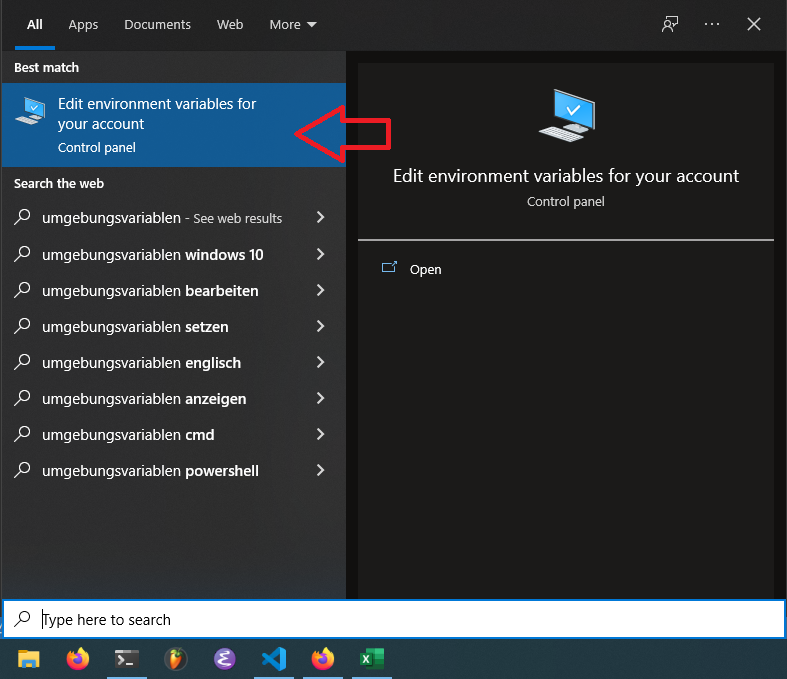 All Apps Documents Web More
Best match
Edit environment variables for
your account
Control panel
Search the web
umgebungsvariablen - See web results
umgebungsvariablen windows 10
umgebungsvariablen bearbeiten
umgebungsvariablen setzen
umgebungsvariablen englisch
umgebungsvariablen anzeigen
umgebungsvariablen cmd
umgebungsvariablen powershell
Edit environment variables for your account
Control panel
Open
Type here to search